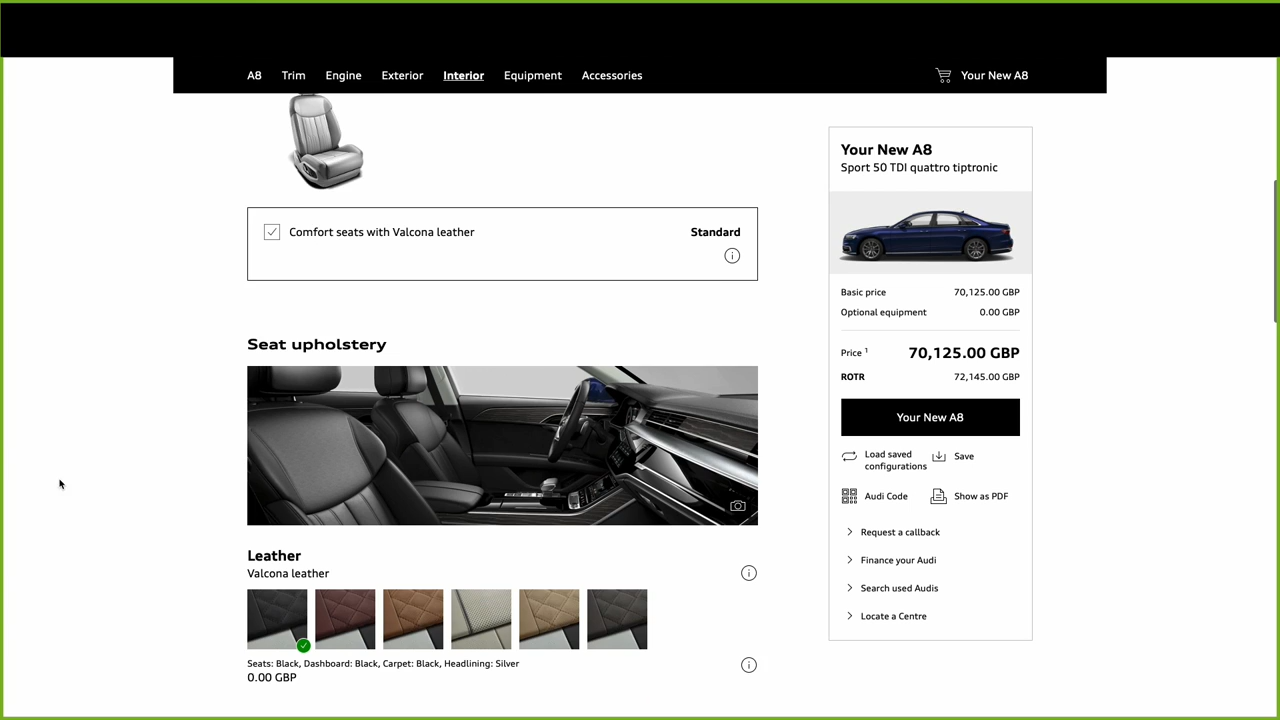 A8 Trim Engine Exterior Interior Equipment Accessories Your New A8
Comfort seats with Valcona leather Standard
Seat upholstery
Leather
Valcona leather
Seats: Black, Dashboard: Black, Carpet: Black, Headlining: Silver
0.00 GBP
Your New A8
Sport 50 TDI quattro tiptronic
Basic price 70,125.00 GBP
Optional equipment 0.00 GBP
Price 1 70,125.00 GBP
ROTR 72,145.00 GBP
Your New A8
Load saved
configurations
Save
Audi Code
Show as PDF
Request a callback
Finance your Audi
Search used Audis
Locate a Centre